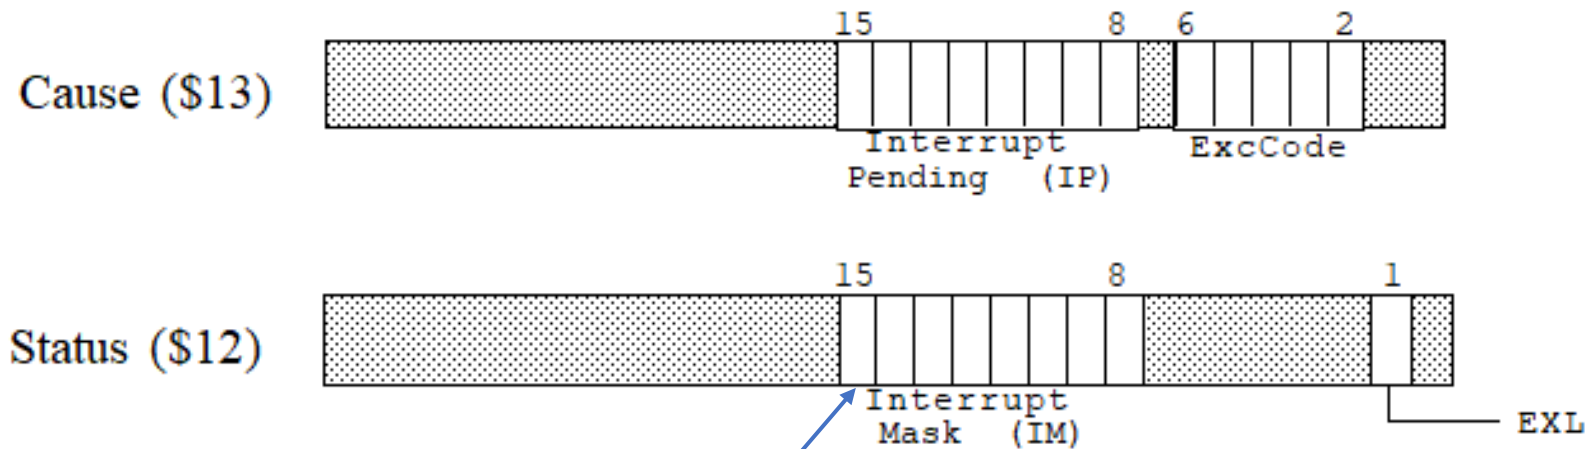 15 8 6 2
Cause ($13)
Interrupt
Pending (IP)
ExcCode
15 8 1
Status ($12)
Interrupt
Mask (IM)
EXL